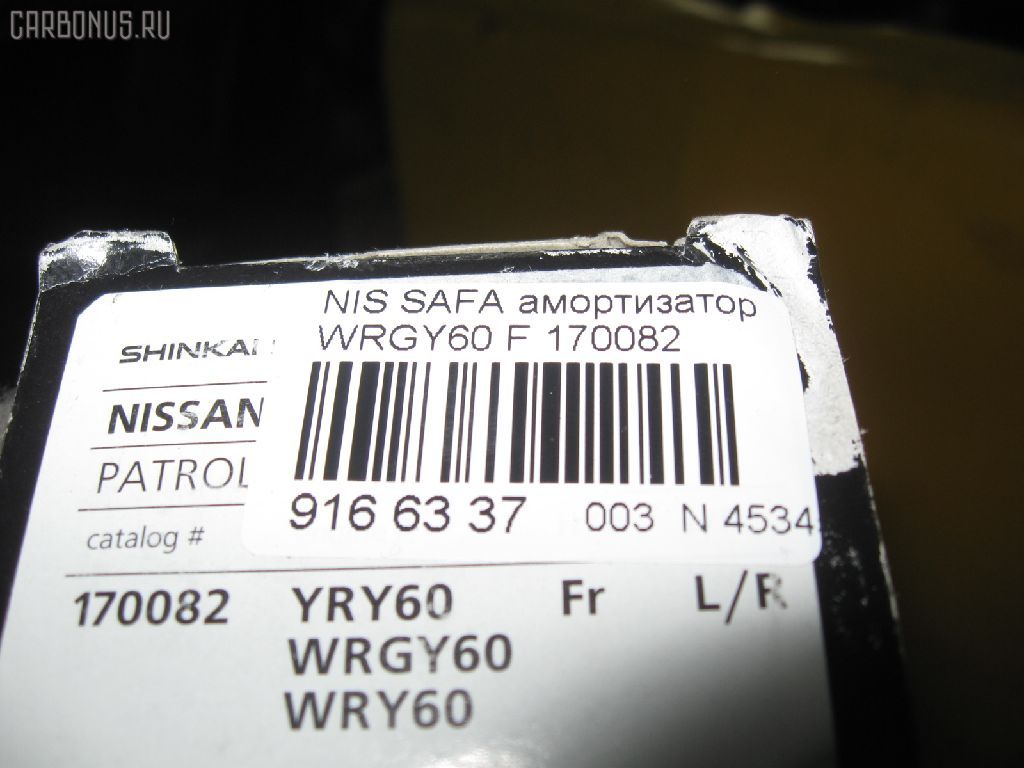 CARBONUS.RU
NIS SAFA амортизатор
WRGY60 F 170082
SHINKAI
NISSAN
PATROL
916 63 37 003 N 4534
catalog #
170082 YRY60 Fr L/R
WRGY60
WRY60